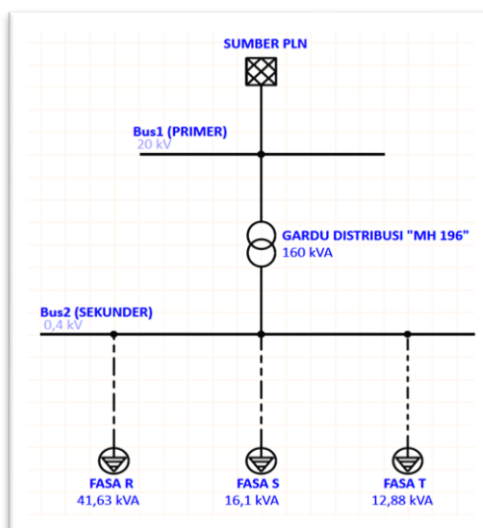 SUMBER PLN
Bus1 (PRIMER)
20 kV
GARDU DISTRIBUSI "MH 196"
160 kVA
Bus2 (SEKUNDER)
0,4 kV
FASA R
41,63 kVA
FASA S
16,1 kVA
FASA T
12,88 kVA